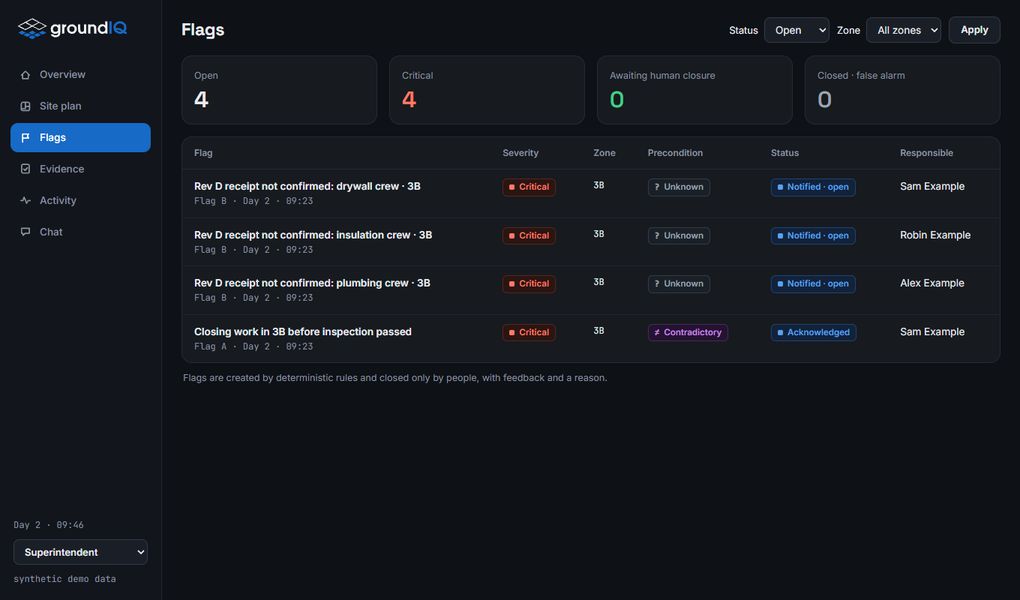 groundIQ
Overview
Site plan
Flags
Evidence
Activity
Chat
Day 2 · 09:46
Superintendent
synthetic demo data
Flags
Status Open Zone All zones Apply
Open
4
Critical
4
Awaiting human closure
0
Closed · false alarm
0
Flag Severity Zone Precondition Status Responsible
Rev D receipt not confirmed: drywall crew · 3B Critical 3B ? Unknown Notified · open Sam Example
Flag B · Day 2 · 09:23
Rev D receipt not confirmed: insulation crew · 3B Critical 3B ? Unknown Notified · open Robin Example
Flag B · Day 2 · 09:23
Rev D receipt not confirmed: plumbing crew · 3B Critical 3B ? Unknown Notified · open Alex Example
Flag B · Day 2 · 09:23
Closing work in 3B before inspection passed Critical 3B ≠ Contradictory Acknowledged Sam Example
Flag A · Day 2 · 09:23
Flags are created by deterministic rules and closed only by people, with feedback and a reason.